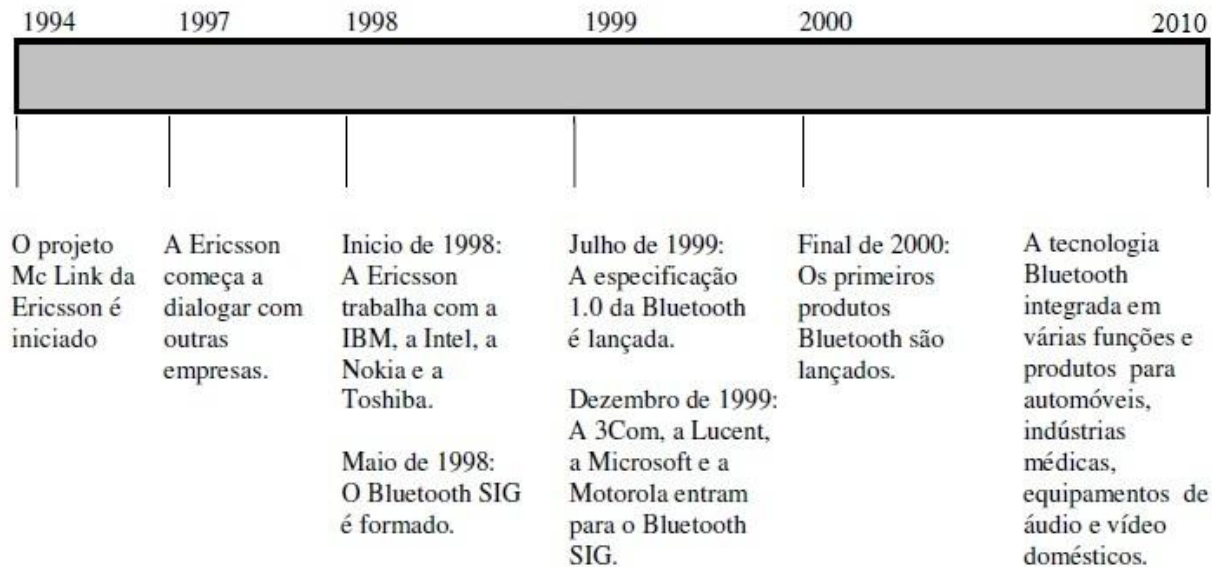 1994
1997
1998
1999
2000
2010
O projeto
Mc Link da
Ericsson é
iniciado
A Ericsson
começa a
dialogar com
outras
empresas.
Inicio de 1998:
A Ericsson
trabalha com a
IBM, a Intel, a
Nokia e a
Toshiba.
Maio de 1998:
O Bluetooth SIG
é formado.
Julho de 1999:
A especificação
1.0 da Bluetooth
é lançada.
Dezembro de 1999:
A 3Com, a Lucent,
a Microsoft e a
Motorola entram
para o Bluetooth
SIG.
Final de 2000:
Os primeiros
produtos
Bluetooth são
lançados.
A tecnologia
Bluetooth
integrada em
várias funções e
produtos para
automóveis,
indústrias
médicas,
equipamentos de
áudio e vídeo
domésticos.